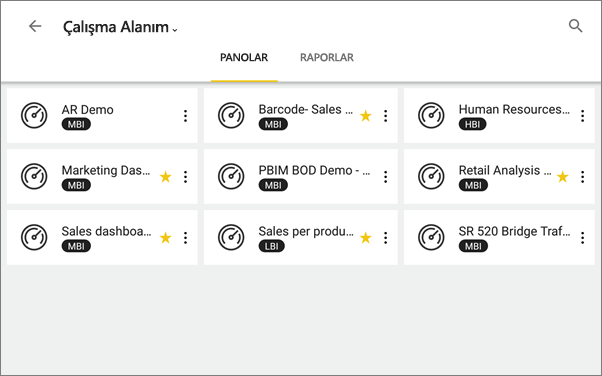 Çalışma Alanım
PANOLAR RAPORLAR
AR Demo
MBI
Barcode- Sales ...
MBI
Human Resources...
HBI
Marketing Das...
MBI
PBIM BOD Demo - ...
MBI
Retail Analysis ...
MBI
Sales dashboa...
MBI
Sales per produ...
LBI
SR 520 Bridge Traf...
MBI